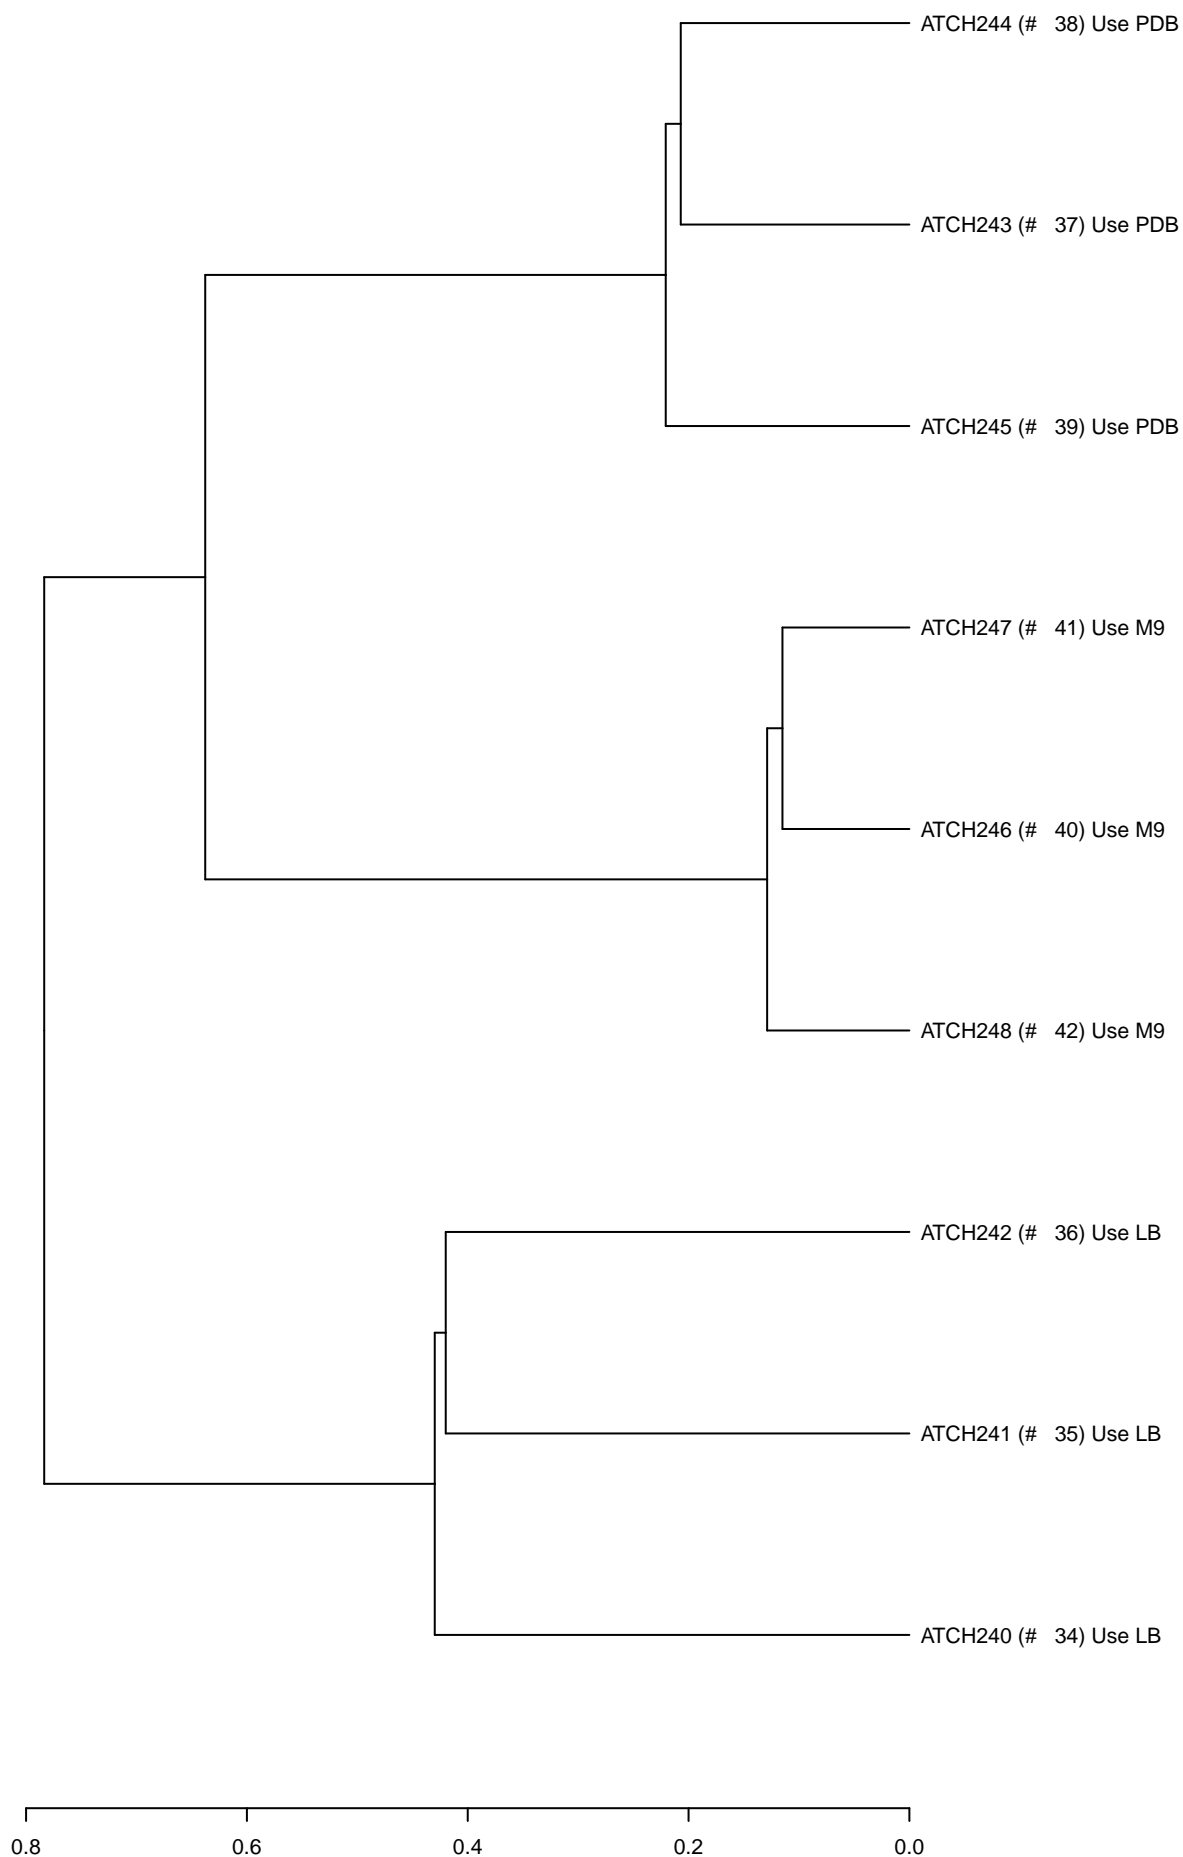 ATCH244 (#   38) Use PDB
ATCH243 (#   37) Use PDB
ATCH245 (#   39) Use PDB
ATCH247 (#   41) Use M9
ATCH246 (#   40) Use M9
ATCH248 (#   42) Use M9
ATCH242 (#   36) Use LB
ATCH241 (#   35) Use LB
ATCH240 (#   34) Use LB
0.8 0.6 0.4 0.2 0.0